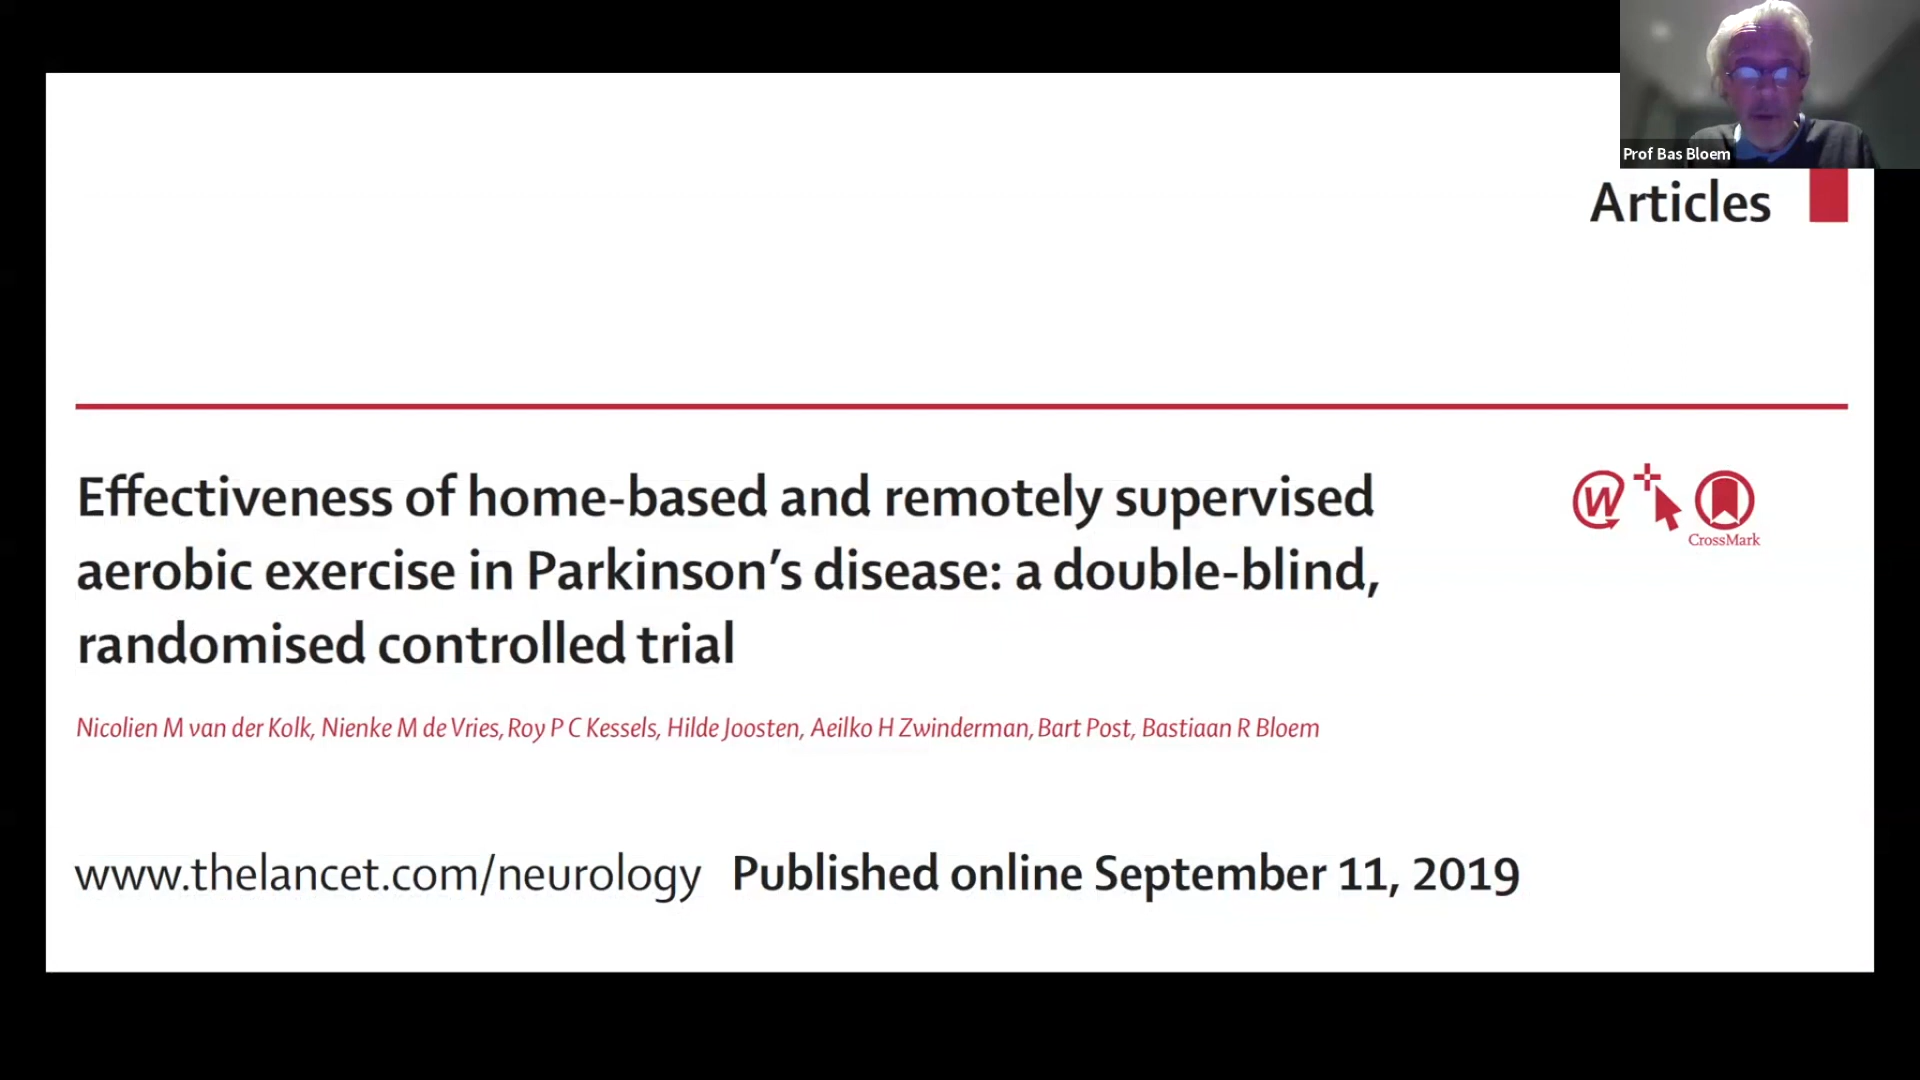 Prof Bas Bloem
Articles
Effectiveness of home-based and remotely supervised
aerobic exercise in Parkinson’s disease: a double-blind,
randomised controlled trial
W
CrossMark
Nicolien M van der Kolk, Nienke M de Vries, Roy P C Kessels, Hilde Joosten, Aeilko H Zwinderman, Bart Post, Bastiaan R Bloem
www.thelancet.com/neurology Published online September 11, 2019